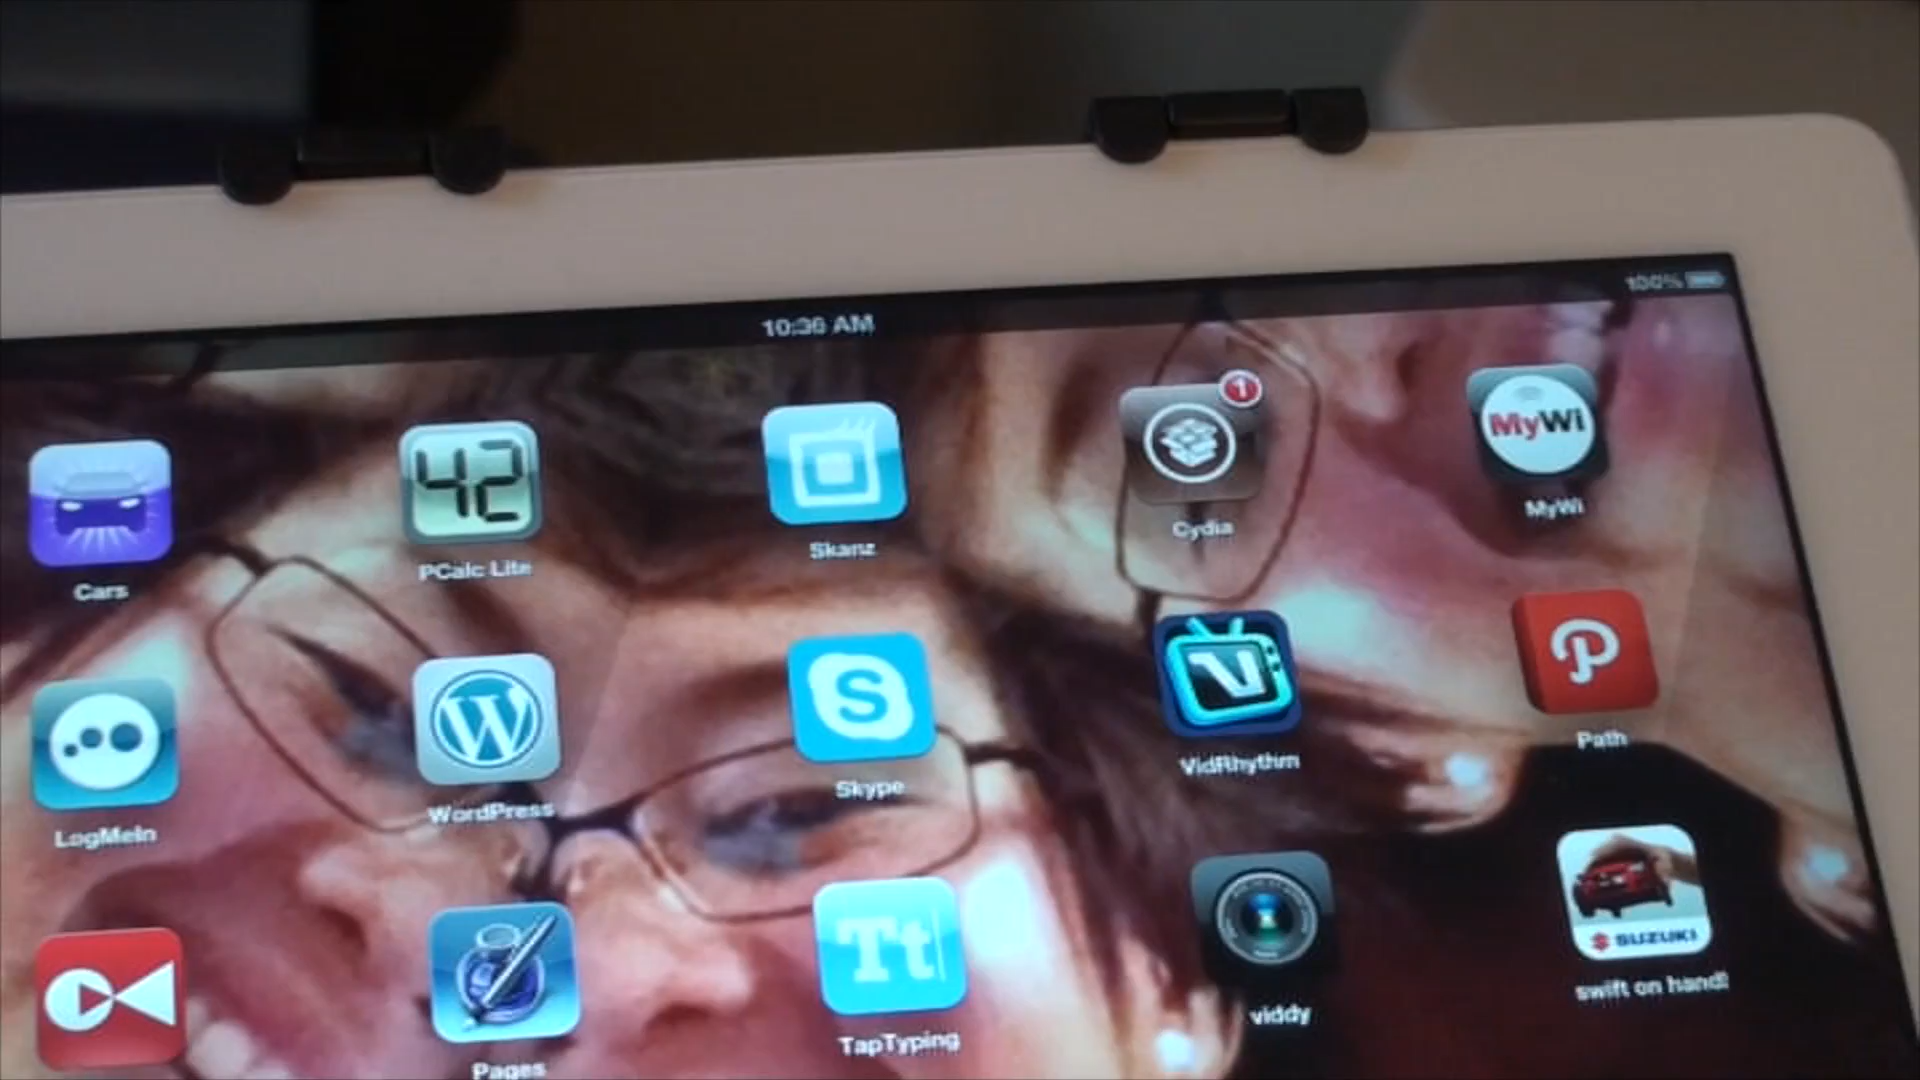 10:36 AM
100%
42
1
MyWi
Cars
PCalc Lite
Skanz
Cydia
MyWi
W
S
V
P
LogMeIn
WordPress
Skype
VidRhythm
Path
Tt
SUZUKI
Pages
TapTyping
viddy
swift on hand!